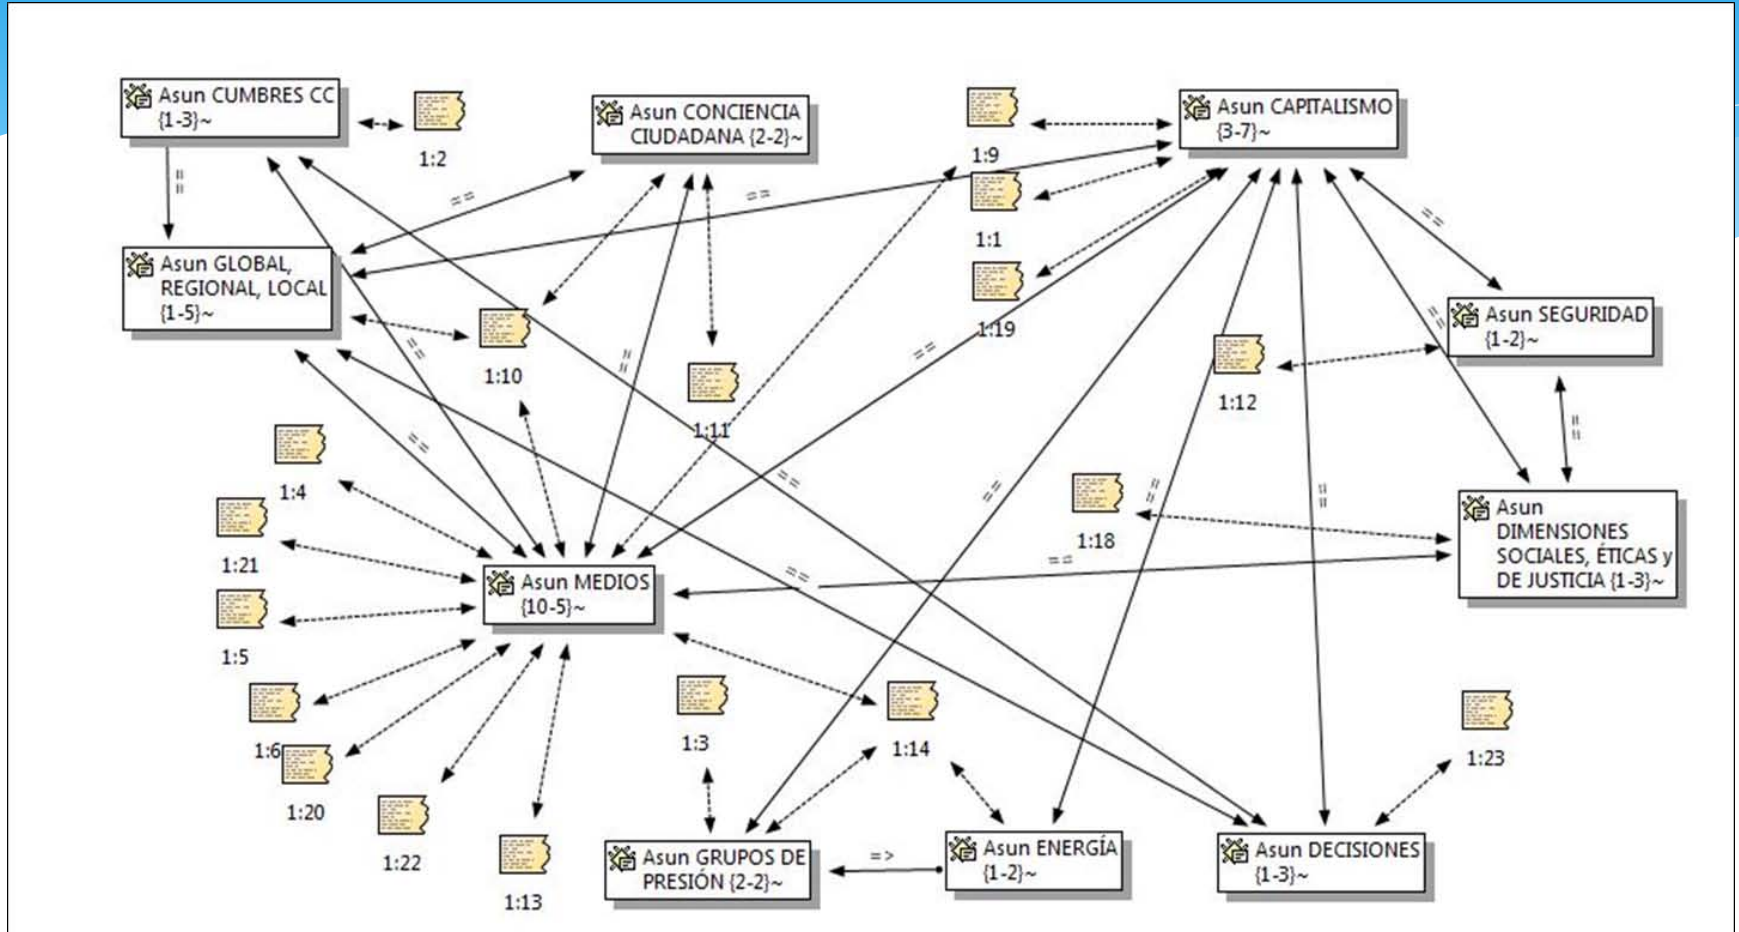 Asun CUMBRES CC
{1-3}~
1:2
Asun CONCIENCIA
CIUDADANA {2-2}~
1:9
Asun CAPITALISMO
{3-7}~
==
==
==
1:1
==
Asun GLOBAL,
REGIONAL, LOCAL
{1-5}~
1:19
Asun SEGURIDAD
{1-2}~
==
1:10
==
==
==
1:12
1:11
==
==
1:4
==
==
==
==
1:21
1:18
Asun
DIMENSIONES
SOCIALES, ÉTICAS y
DE JUSTICIA {1-3}~
==
==
Asun MEDIOS
{10-5}~
1:5
1:6
1:3
1:14
1:23
1:20
1:22
1:13
Asun GRUPOS DE
PRESIÓN {2-2}~
=>
Asun ENERGÍA
{1-2}~
Asun DECISIONES
{1-3}~